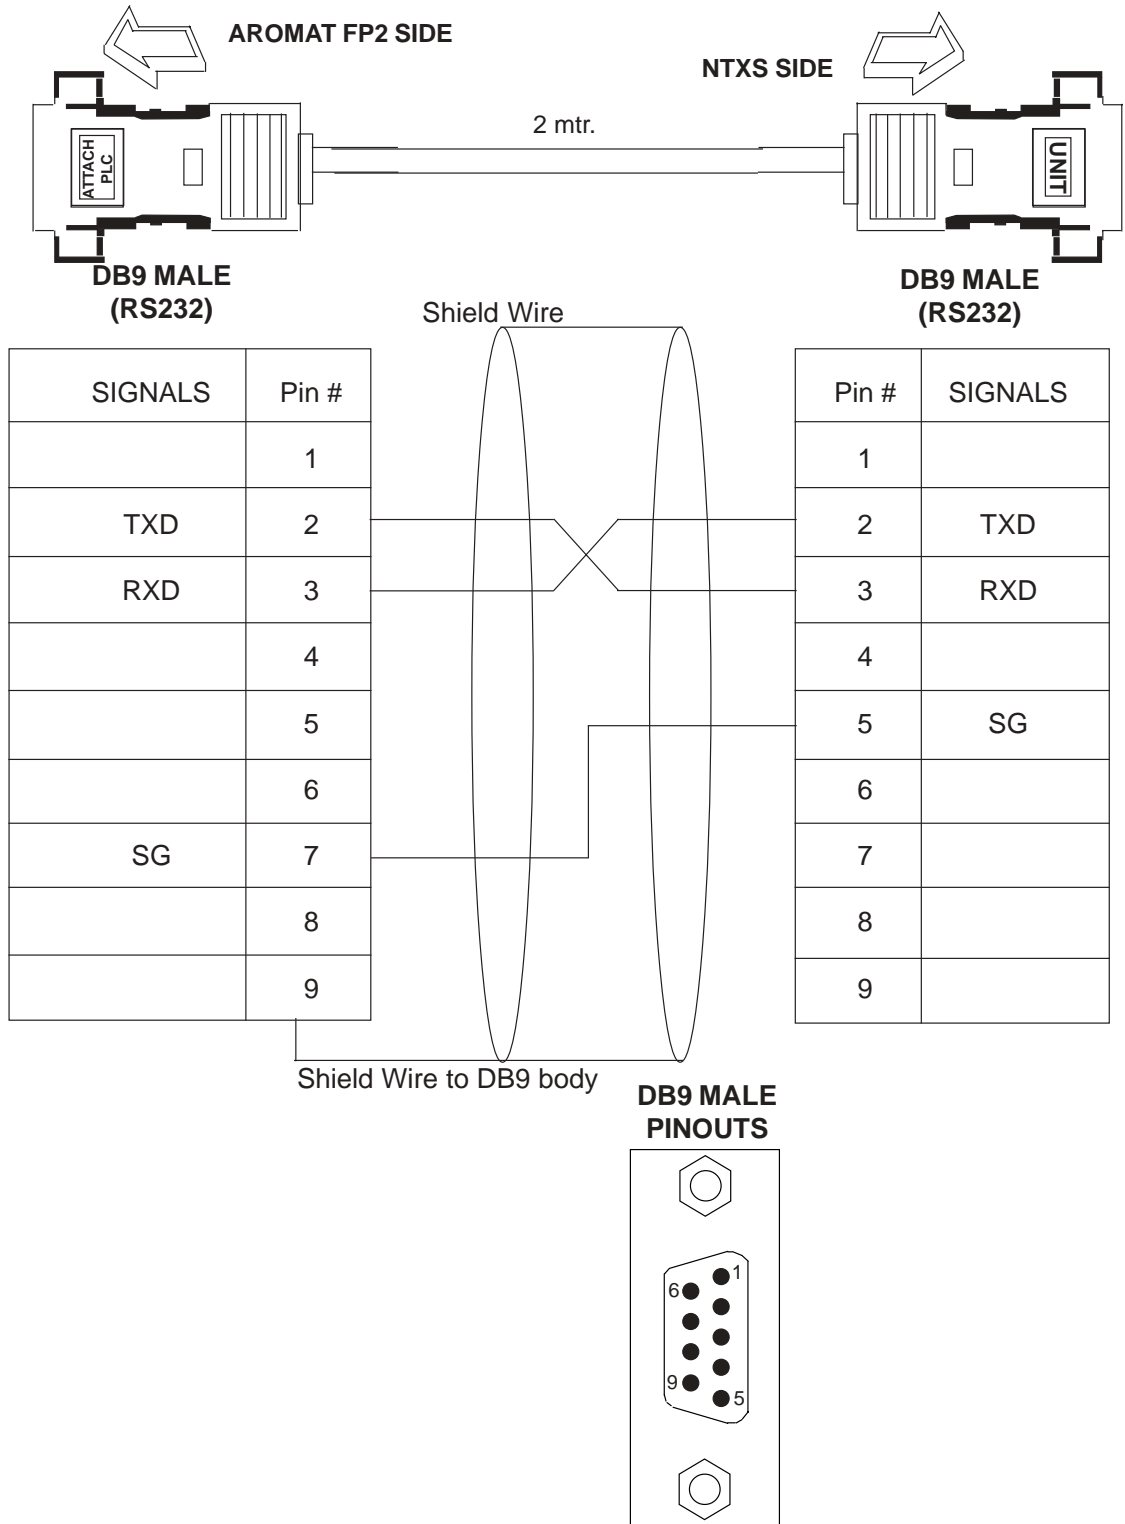 AROMAT FP2 SIDE
NTXS SIDE
2 mtr.
ATTACH
PLC
UNIT
DB9 MALE
(RS232)
DB9 MALE
(RS232)
Shield Wire
SIGNALS Pin #
1
TXD 2
RXD 3
4
5
6
SG 7
8
9
Pin # SIGNALS
1
2 TXD
3 RXD
4
5 SG
6
7
8
9
Shield Wire to DB9 body
DB9 MALE
PINOUTS
1
6
9
5